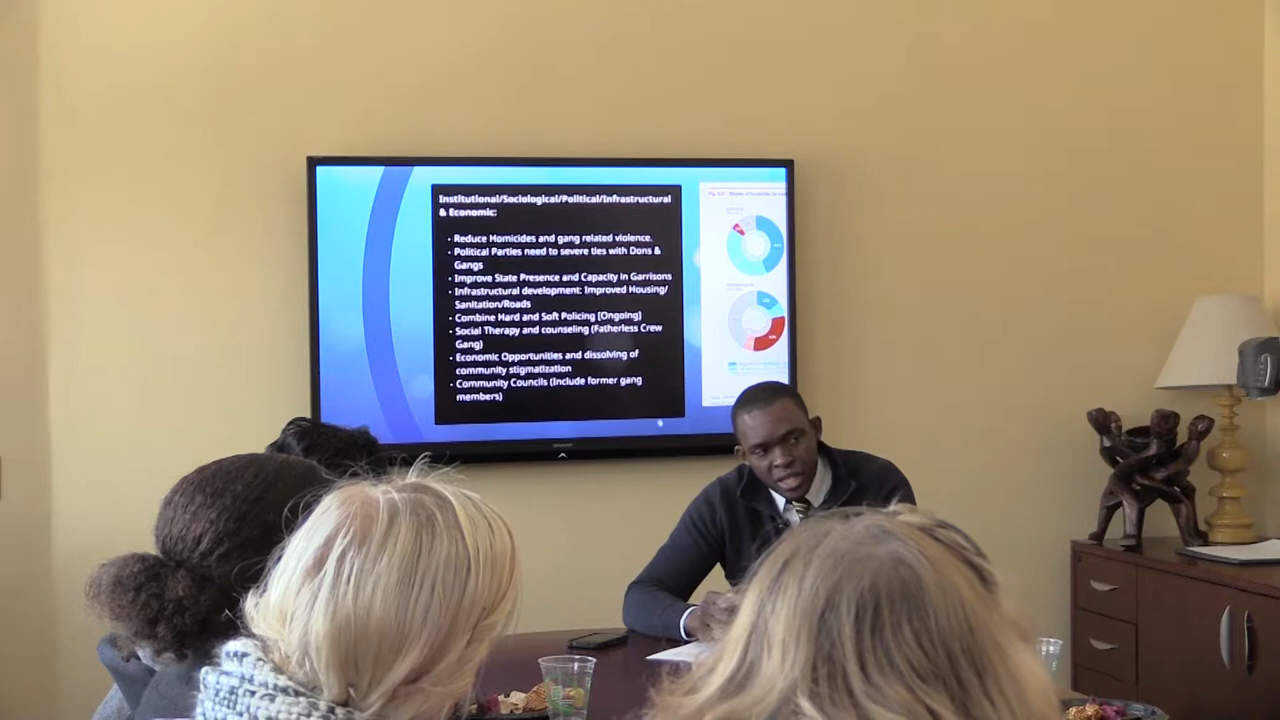 Institutional/Sociological/Political/Infrastructural
& Economic:
• Reduce Homicides and gang related violence.
• Political Parties need to severe ties with Dons &
Gangs
• Improve State Presence and Capacity in Garrisons
• Infrastructural development: Improved Housing/
Sanitation/Roads
• Combine Hard and Soft Policing [Ongoing]
• Social Therapy and counseling (Fatherless Crew
Gang)
• Economic Opportunities and dissolving of
community stigmatization
• Community Councils (Include former gang
members)